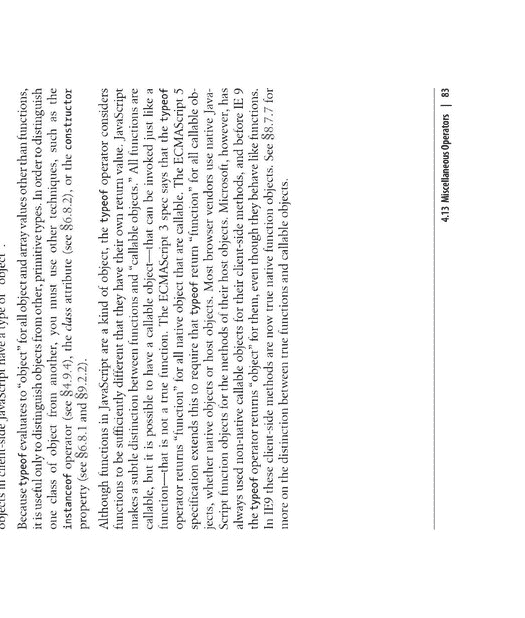 objects in client-side JavaScript have a type of “object”.
Because typeof evaluates to “object” for all object and array values other than functions,
it is useful only to distinguish objects from other, primitive types. In order to distinguish
one class of object from another, you must use other techniques, such as the
instanceof operator (see §4.9.4), the class attribute (see §6.8.2), or the constructor
property (see §6.8.1 and §9.2.2).
Although functions in JavaScript are a kind of object, the typeof operator considers
functions to be sufficiently different that they have their own return value. JavaScript
makes a subtle distinction between functions and “callable objects.” All functions are
callable, but it is possible to have a callable object—that can be invoked just like a
function—that is not a true function. The ECMAScript 3 spec says that the typeof
operator returns “function” for all native object that are callable. The ECMAScript 5
specification extends this to require that typeof return “function” for all callable ob-
jects, whether native objects or host objects. Most browser vendors use native Java-
Script function objects for the methods of their host objects. Microsoft, however, has
always used non-native callable objects for their client-side methods, and before IE 9
the typeof operator returns “object” for them, even though they behave like functions.
In IE9 these client-side methods are now true native function objects. See §8.7.7 for
more on the distinction between true functions and callable objects.
4.13 Miscellaneous Operators | 83